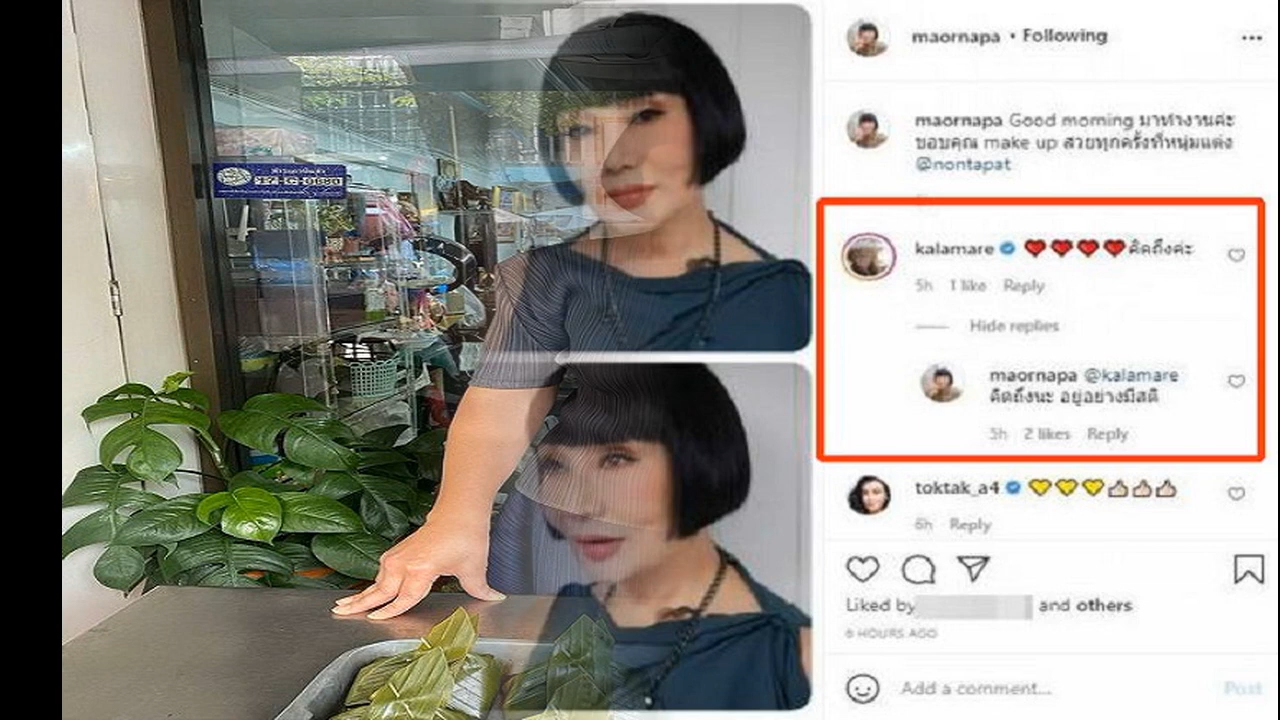 maornapa • Following
maornapa Good morning มาทำงานค่ะ
ขอบคุณ make up สวยทุกครั้งที่หนุ่มแต่ง
@nontapat
kalamare ❤❤❤❤คิดถึงค่ะ
5h 1 like Reply
Hide replies
maornapa @kalamare
คิดถึงนะ อยู่อย่างมีสติ
5h 2 likes Reply
toktak_a4 💛💛💛👍🏻👍🏻👍🏻
6h Reply
Liked by and others
6 HOURS AGO
Add a comment... Post